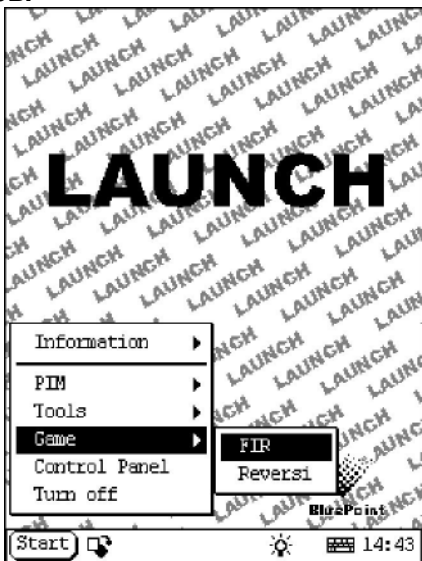 LAUNCH
Information
PIM
Tools
Game
FIR
Control Panel
Reversi
Turn off
BluePoint
Start
14:43